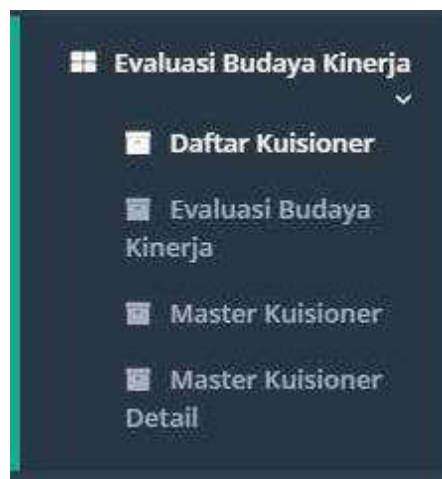 Evaluasi Budaya Kinerja
Daftar Kuisioner
Evaluasi Budaya
Kinerja
Master Kuisioner
Master Kuisioner
Detail